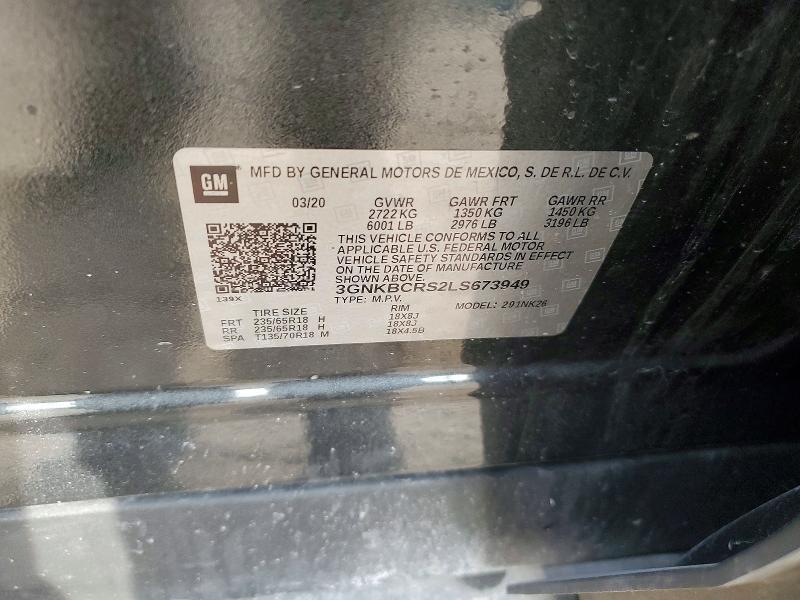 GM
MFD BY GENERAL MOTORS DE MEXICO, S. DE R.L. DE C.V.
03/20 GVWR GAWR FRT GAWR RR
2722 KG 1350 KG 1450 KG
6001 LB 2976 LB 3196 LB
THIS VEHICLE CONFORMS TO ALL
APPLICABLE U.S. FEDERAL MOTOR
VEHICLE SAFETY STANDARDS IN EFFECT
ON THE DATE OF MANUFACTURE
SHOWN ABOVE.
3GNKBCRS2LS673949
139X TYPE: M.P.V. MODEL: 291NK26
TIRE SIZE RIM
FRT 235/65R18 H 18X8J
RR 235/65R18 H 18X8J
SPA T135/70R18 M 18X4.5B